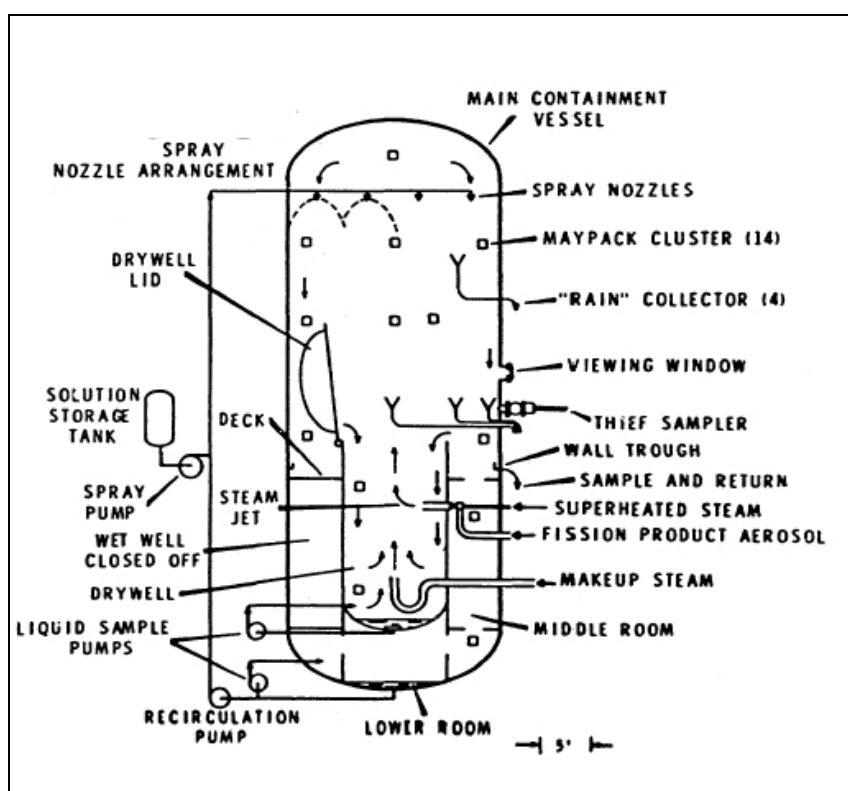 MAIN CONTAINMENT
VESSEL
SPRAY
NOZZLE ARRANGEMENT
SPRAY NOZZLES
MAYPACK CLUSTER (14)
DRYWELL
LID
"RAIN" COLLECTOR (4)
VIEWING WINDOW
SOLUTION
STORAGE
TANK
DECK
THIEF SAMPLER
WALL TROUGH
SAMPLE AND RETURN
SPRAY
PUMP
STEAM
JET
SUPERHEATED STEAM
FISSION PRODUCT AEROSOL
WET WELL
CLOSED OFF
MAKEUP STEAM
DRYWELL
LIQUID SAMPLE
PUMPS
MIDDLE ROOM
RECIRCULATION
PUMP
LOWER ROOM
5'